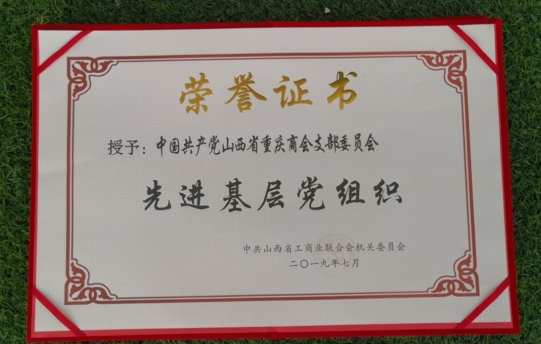 荣誉证书
授予：中国共产党山西省重庆商会支部委员会
先进基层党组织
中共山西省工商业联合会机关委员会
二〇一九年七月